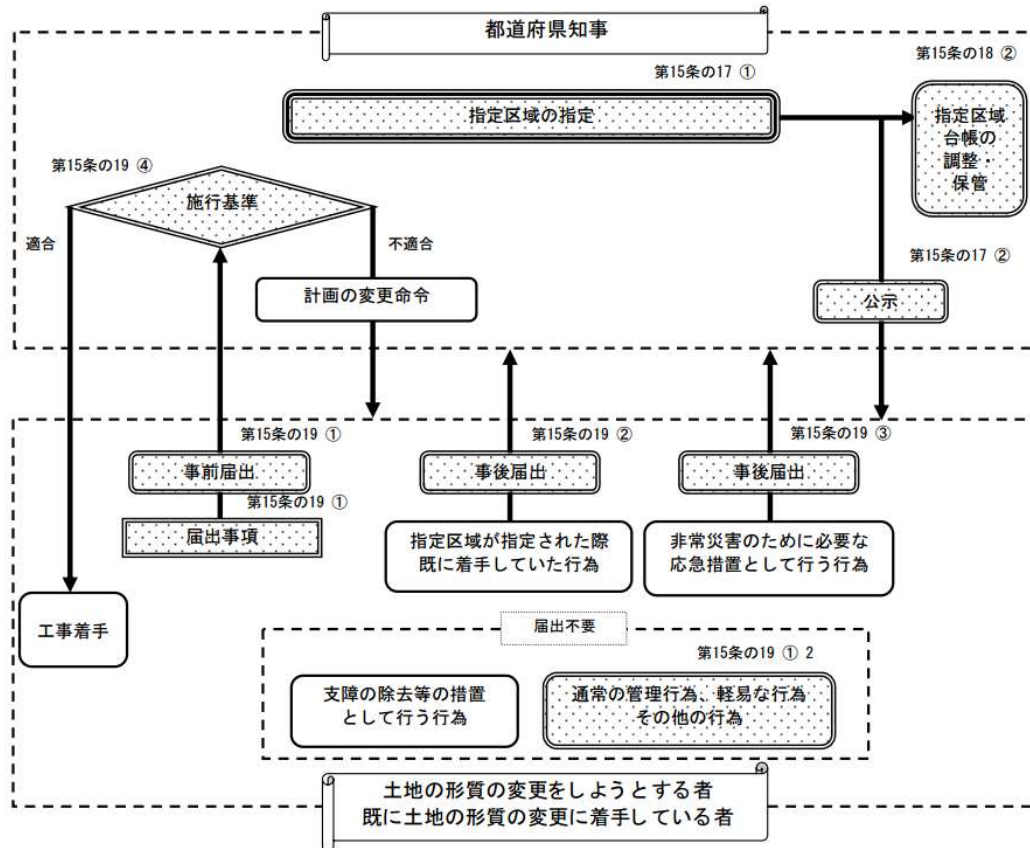 都道府県知事
第15条の17 ①
第15条の18 ②
指定区域の指定
指定区域
台帳の
調整・
保管
第15条の19 ④
施行基準
適合
不適合
第15条の17 ②
計画の変更命令
公示
第15条の19 ①
第15条の19 ②
第15条の19 ③
事前届出
事後届出
事後届出
第15条の19 ①
届出事項
指定区域が指定された際
既に着手していた行為
非常災害のために必要な
応急措置として行う行為
工事着手
届出不要
第15条の19 ① 2
支障の除去等の措置
として行う行為
通常の管理行為、軽易な行為
その他の行為
土地の形質の変更をしようとする者
既に土地の形質の変更に着手している者